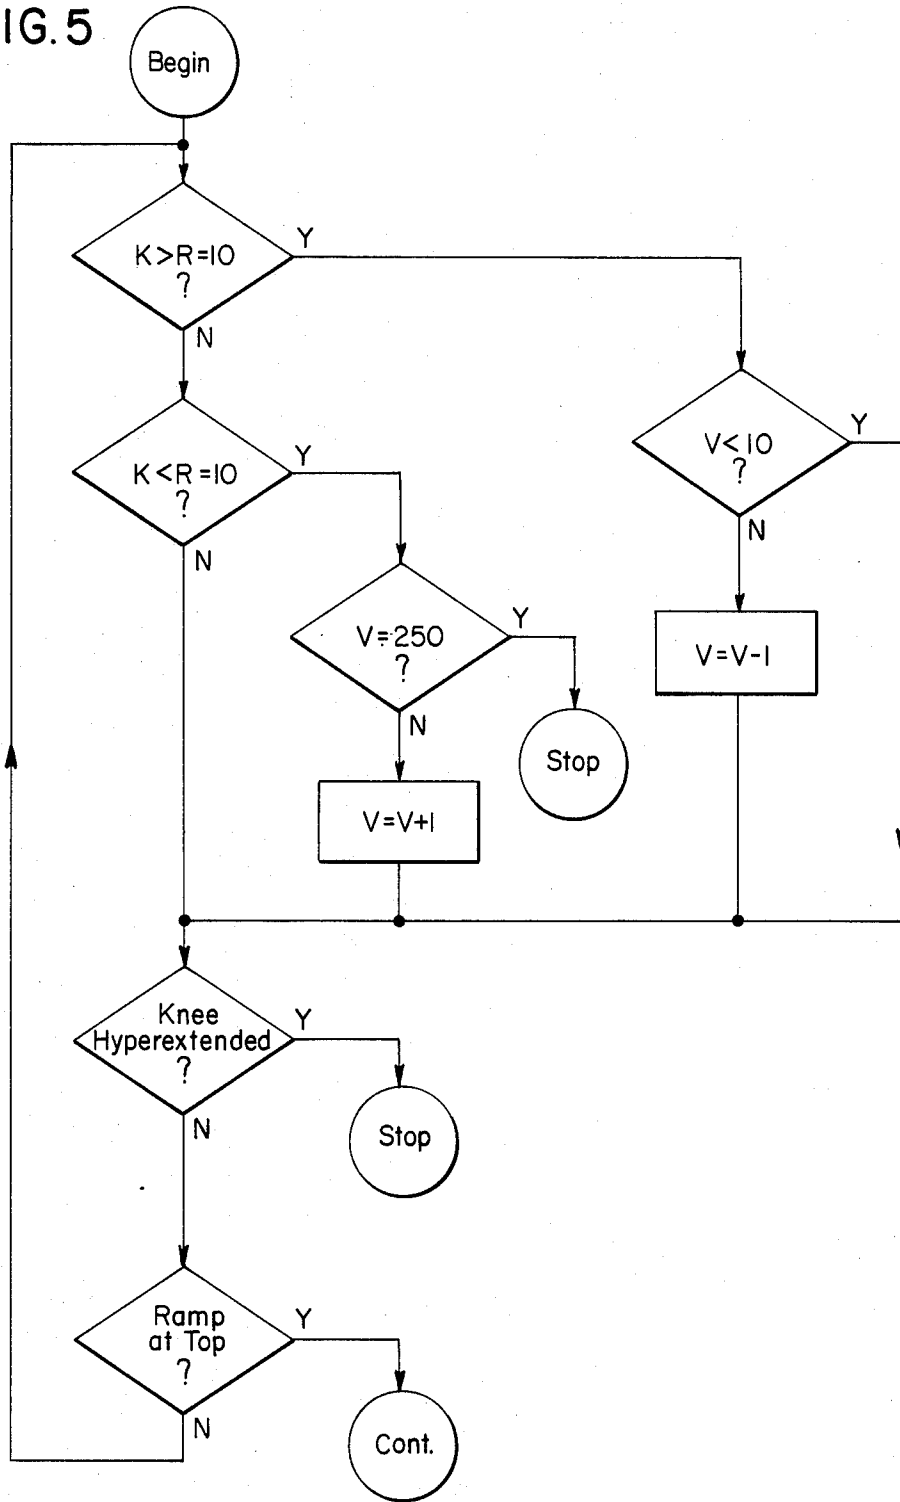 IG. 5
Begin
K>R=10
?
Y
N
K<R=10
?
Y
N
V<10
?
Y
N
V=250
?
Y
N
V=V-1
Stop
V=V+1
Knee
Hyperextended
?
Y
N
Stop
Ramp
at Top
?
Y
N
Cont.